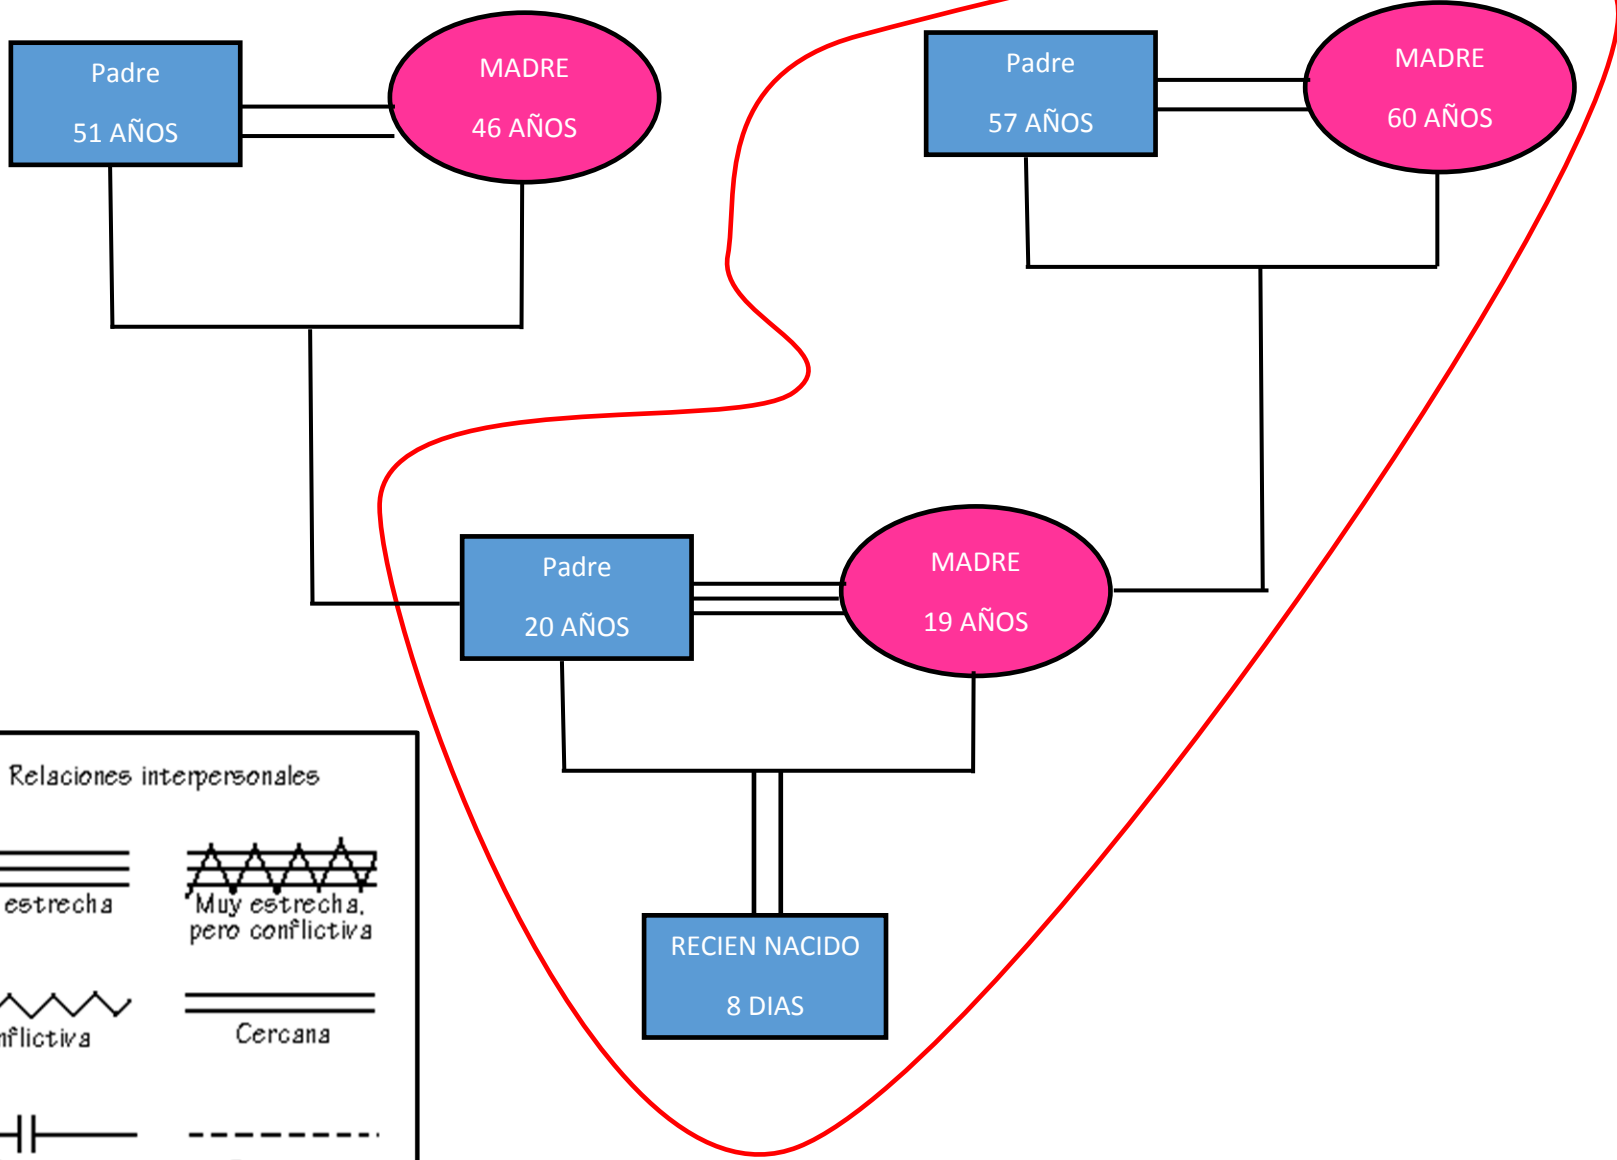 Padre
51 AÑOS
MADRE
46 AÑOS
Padre
57 AÑOS
MADRE
60 AÑOS
Padre
20 AÑOS
MADRE
19 AÑOS
RECIEN NACIDO
8 DIAS
Relaciones interpersonales
estrecha
Muy estrecha,
pero conflictiva
nflictiva
Cercana